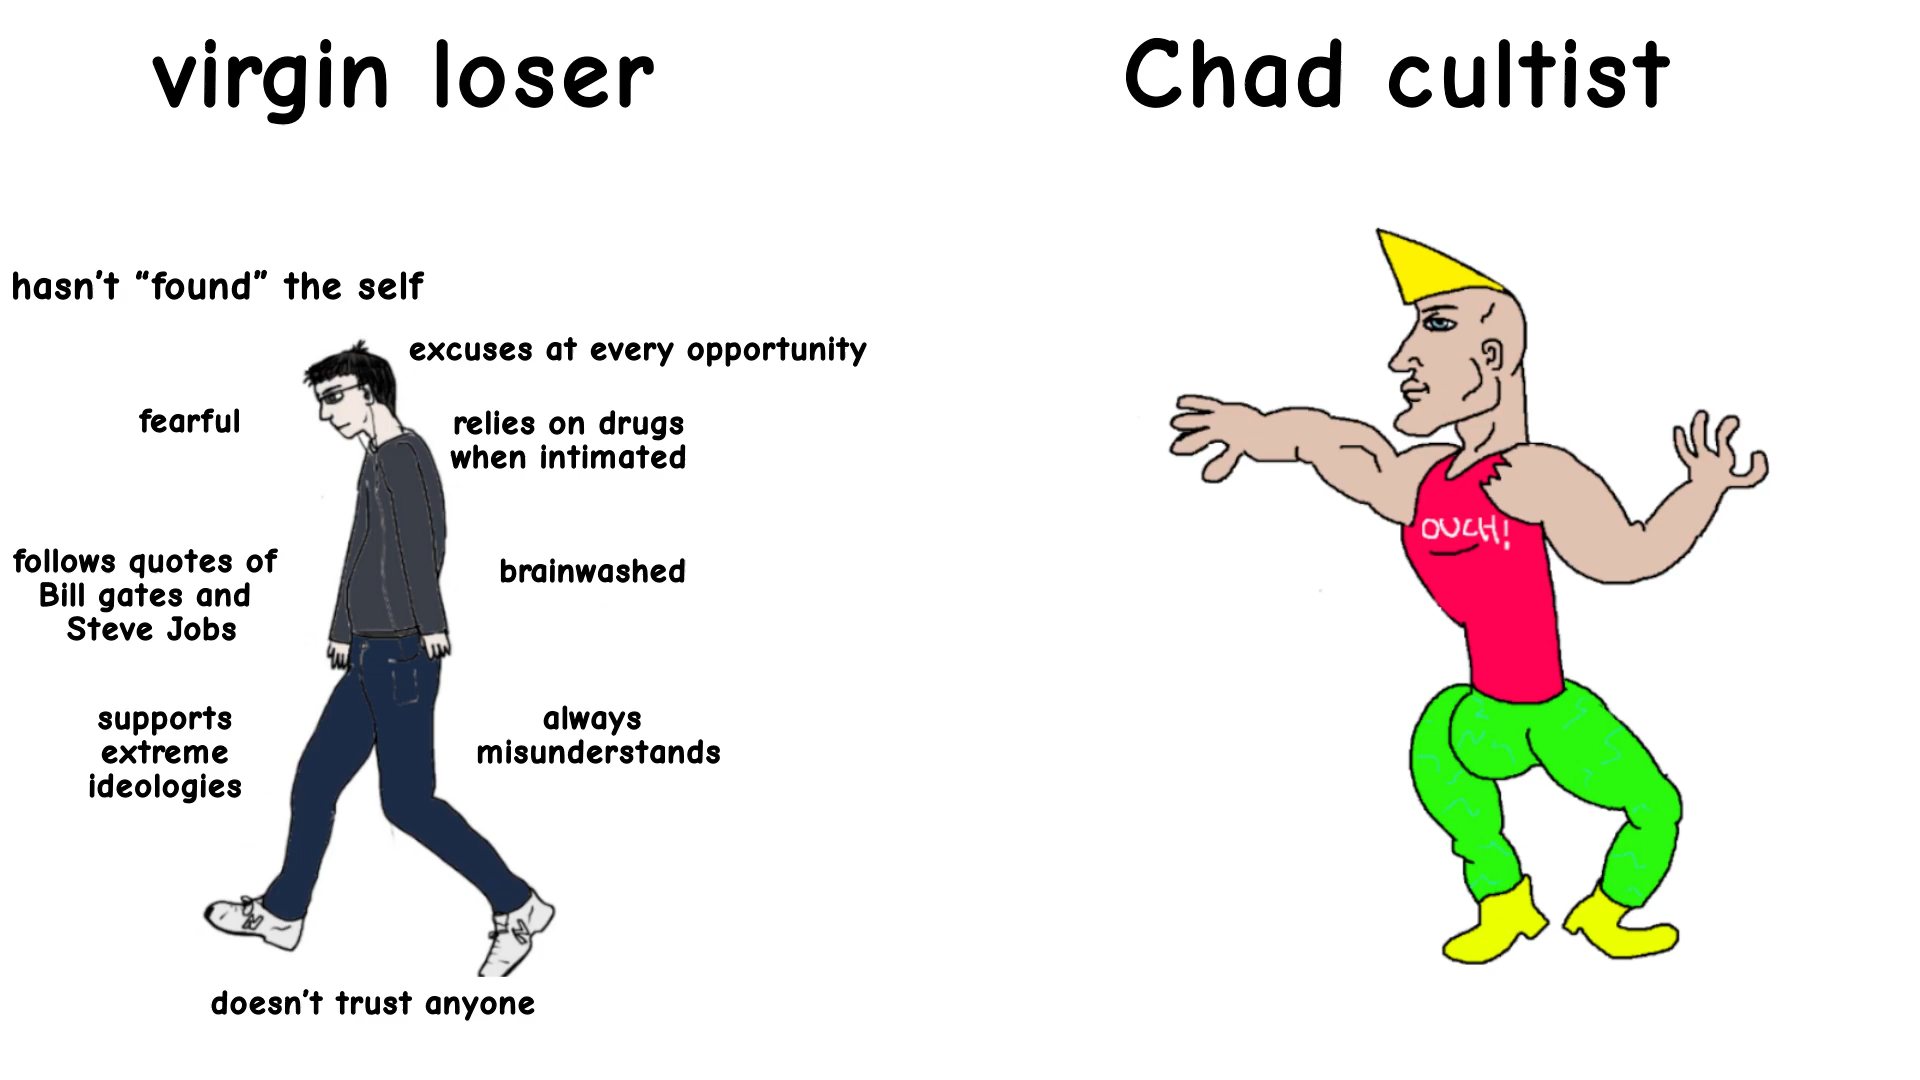 virgin loser
Chad cultist
hasn't “found” the self
excuses at every opportunity
fearful
relies on drugs
when intimated
follows quotes of
Bill gates and
Steve Jobs
brainwashed
supports
extreme
ideologies
always
misunderstands
doesn't trust anyone
OUCH!